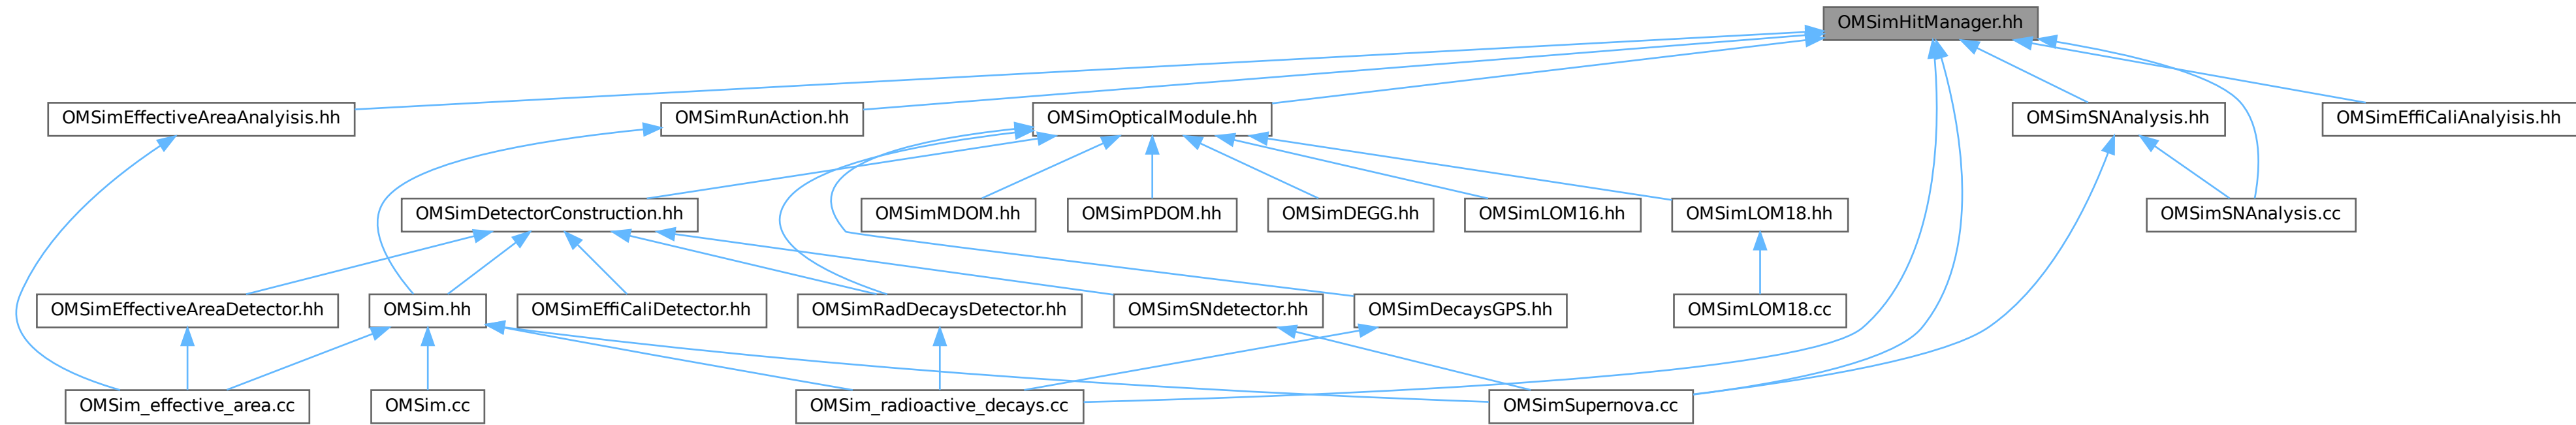 OMSimHitManager.hh
OMSimEffectiveAreaAnalyisis.hh
OMSimRunAction.hh
OMSimOpticalModule.hh
OMSimSNAnalysis.hh
OMSimEffiCaliAnalyisis.hh
OMSimDetectorConstruction.hh
OMSimMDOM.hh
OMSimPDOM.hh
OMSimDEGG.hh
OMSimLOM16.hh
OMSimLOM18.hh
OMSimSNAnalysis.cc
OMSimEffectiveAreaDetector.hh
OMSim.hh
OMSimEffiCaliDetector.hh
OMSimRadDecaysDetector.hh
OMSimSNdetector.hh
OMSimDecaysGPS.hh
OMSimLOM18.cc
OMSim_effective_area.cc
OMSim.cc
OMSim_radioactive_decays.cc
OMSimSupernova.cc